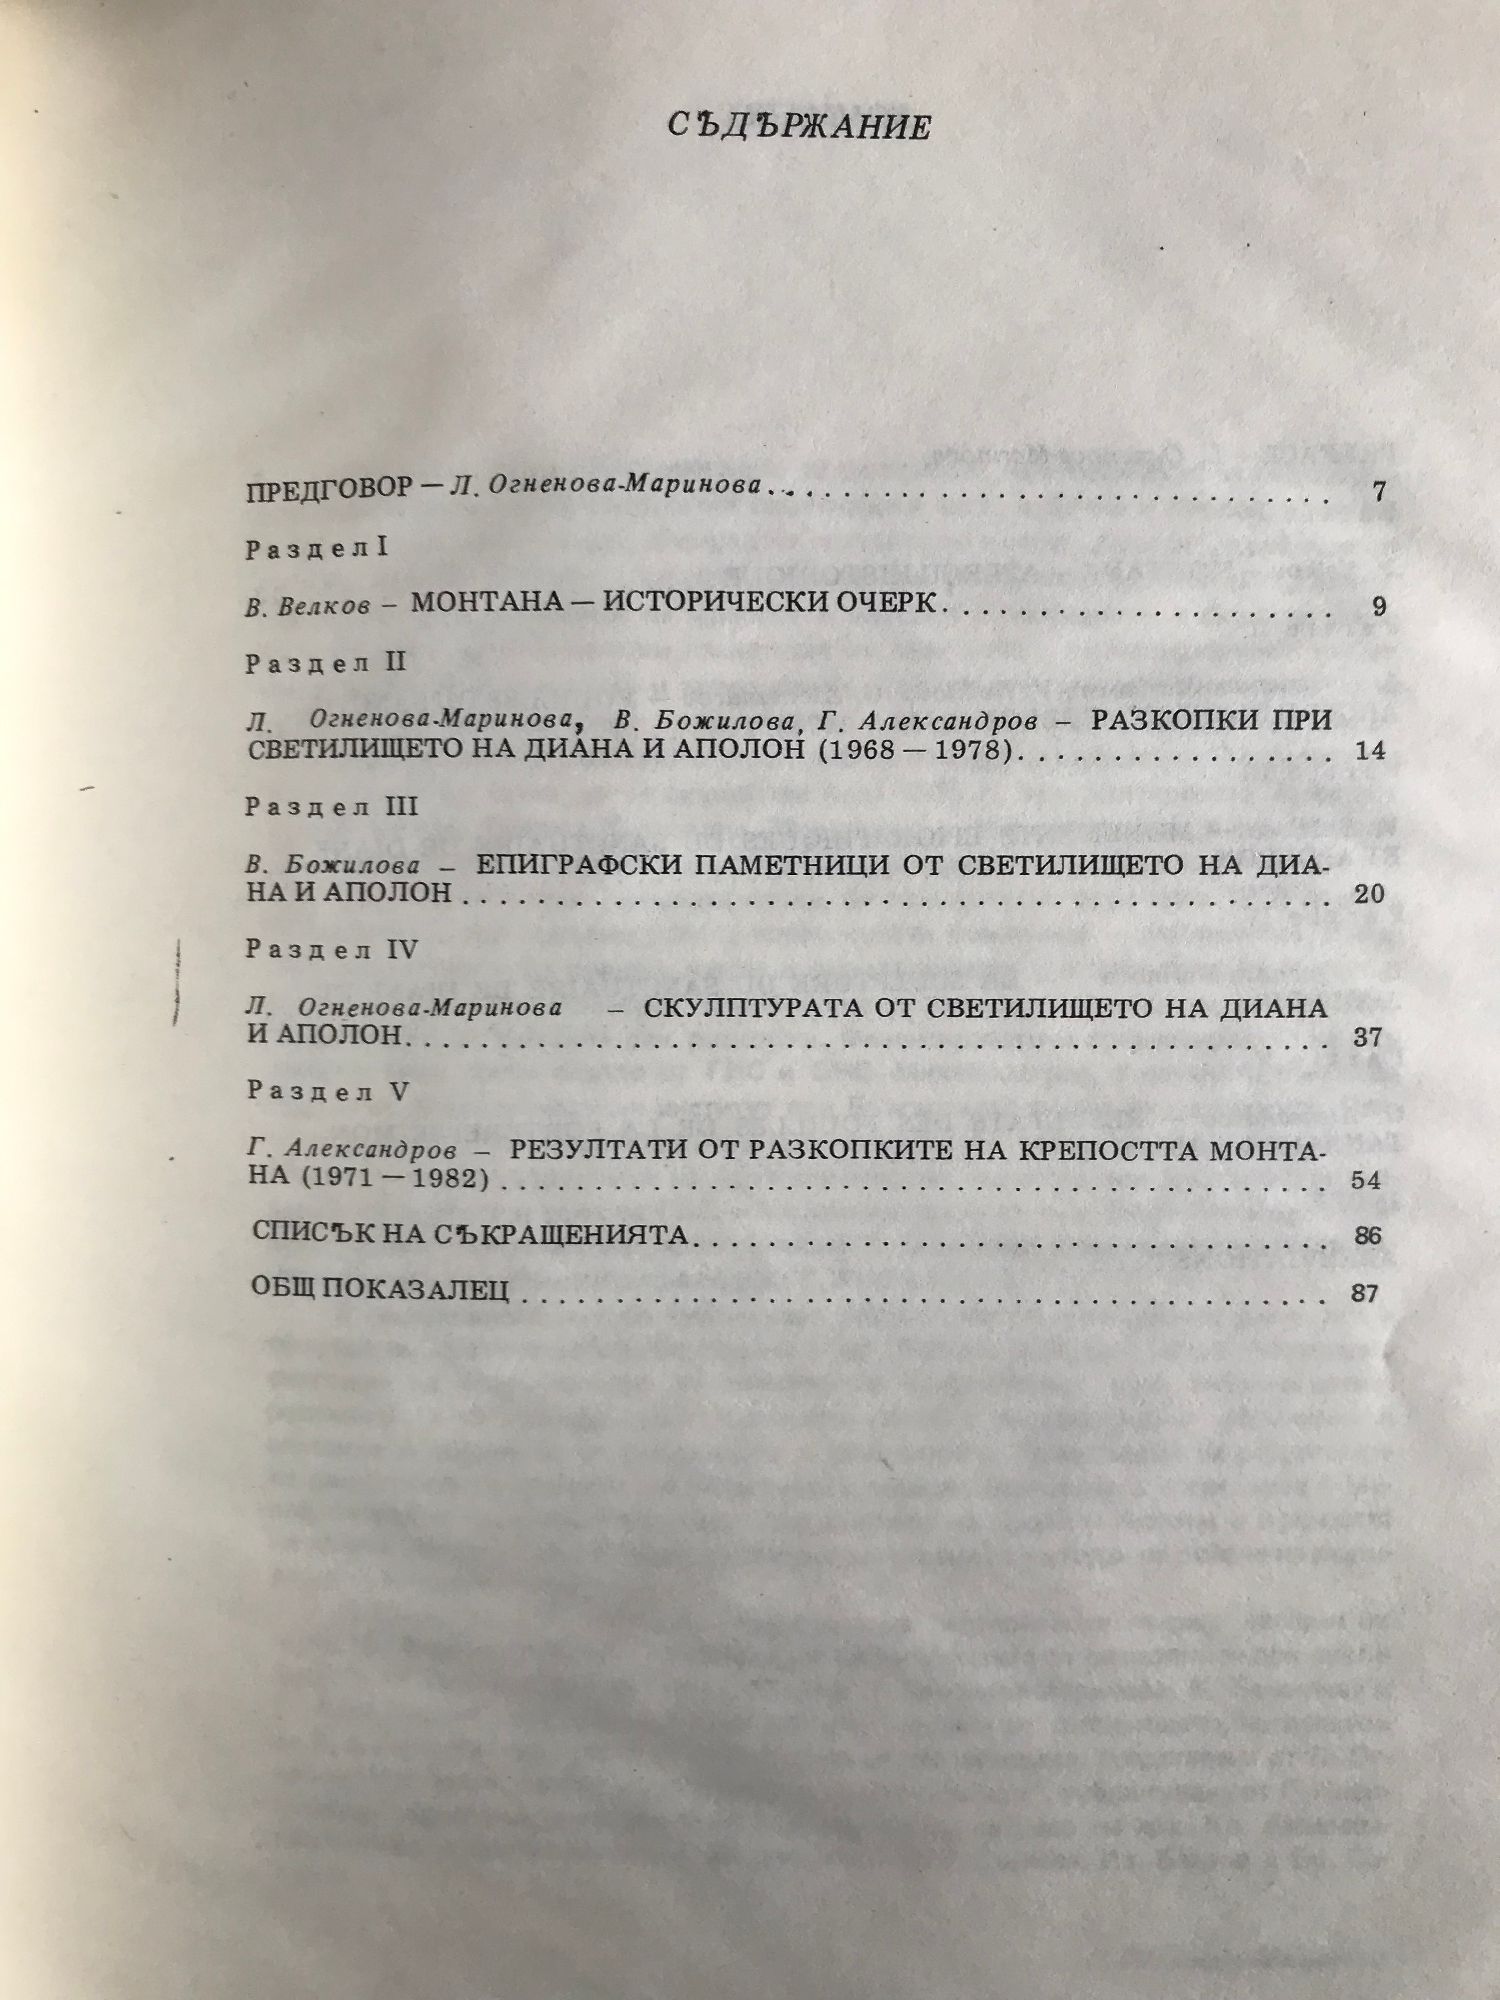 СЪДЪРЖАНИЕ
ПРЕДГОВОР — Л. Огненова-Маринова . . . . . . . . . . . . . . . . . . . . . . . . . . . . 7
Раздел I
В. Велков – МОНТАНА — ИСТОРИЧЕСКИ ОЧЕРК. . . . . . . . . . . . . . . . . . . 9
Раздел II
Л. Огненова-Маринова, В. Божилова, Г. Александров – РАЗКОПКИ ПРИ
СВЕТИЛИЩЕТО НА ДИАНА И АПОЛОН (1968 — 1978). . . . . . . . . . . . . . . 14
Раздел III
В. Божилова – ЕПИГРАФСКИ ПАМЕТНИЦИ ОТ СВЕТИЛИЩЕТО НА ДИА-
НА И АПОЛОН . . . . . . . . . . . . . . . . . . . . . . . . . . . . . . . . . . . . . . . . 20
Раздел IV
Л. Огненова-Маринова – СКУЛПТУРАТА ОТ СВЕТИЛИЩЕТО НА ДИАНА
И АПОЛОН. . . . . . . . . . . . . . . . . . . . . . . . . . . . . . . . . . . . . . . . . . 37
Раздел V
Г. Александров – РЕЗУЛТАТИ ОТ РАЗКОПКИТЕ НА КРЕПОСТТА МОНТА-
НА (1971 — 1982) . . . . . . . . . . . . . . . . . . . . . . . . . . . . . . . . . . . . . 54
СПИСЪК НА СЪКРАЩЕНИЯТА. . . . . . . . . . . . . . . . . . . . . . . . . . . . . 86
ОБЩ ПОКАЗАЛЕЦ . . . . . . . . . . . . . . . . . . . . . . . . . . . . . . . . . . . . 87